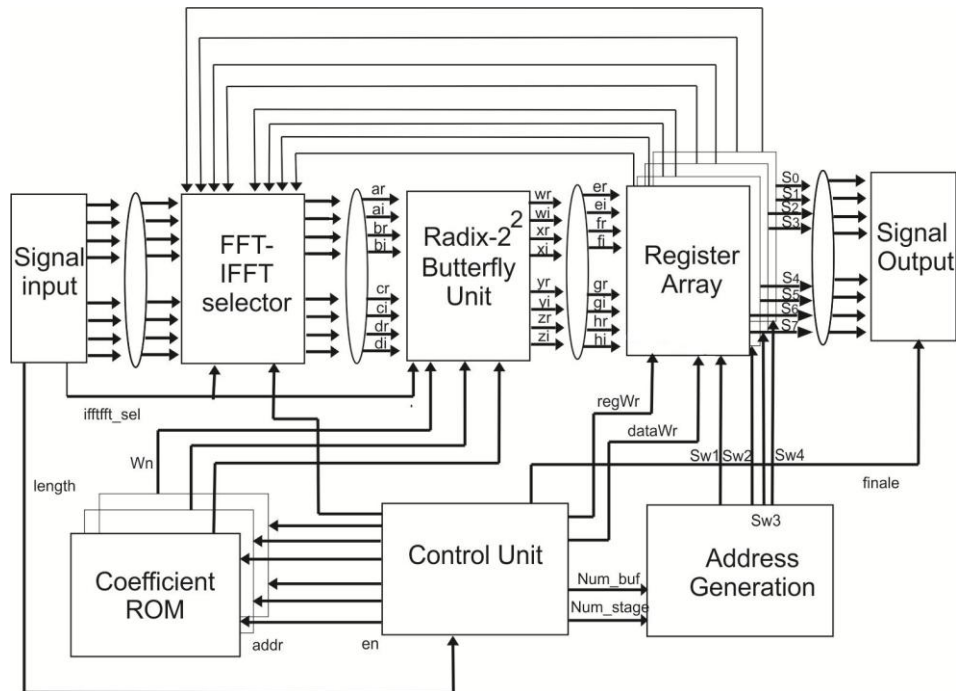 Signal
input
FFT-
IFFT
selector
ar
ai
br
bi
cr
ci
dr
di
Radix-2²
Butterfly
Unit
wr
wi
xr
xi
yr
yi
zr
zi
er
ei
fr
fi
gr
gi
hr
hi
Register
Array
S0
S1
S2
S3
S4
S5
S6
S7
Signal
Output
ifftfft_sel
regWr
dataWr
Wn
length
Sw1
Sw2
Sw4
finale
Sw3
Coefficient
ROM
Control Unit
Address
Generation
Num_buf
Num_stage
addr
en